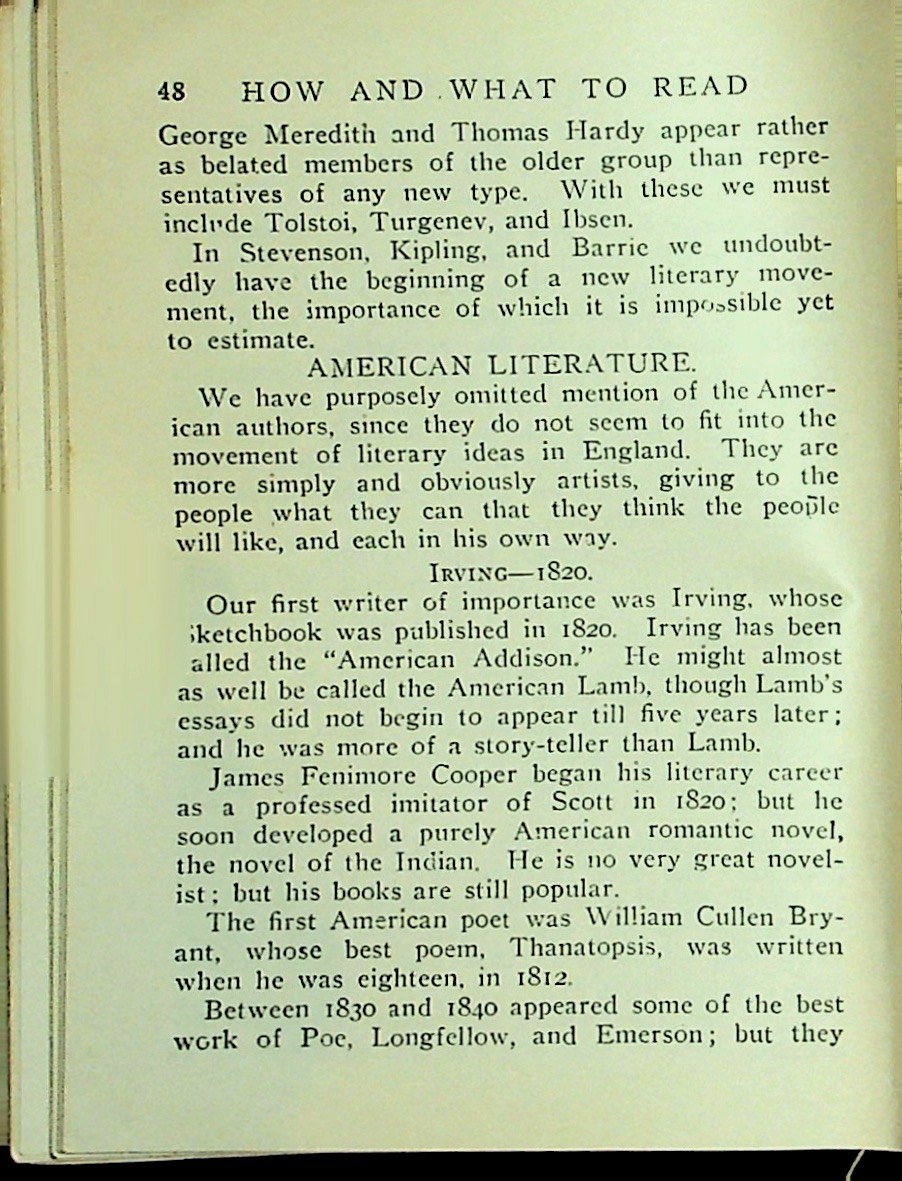 48 HOW AND WHAT TO READ
George Meredith and Thomas Hardy appear rather
as belated members of the older group than repre-
sentatives of any new type. With these we must
include Tolstoi, Turgenev, and Ibsen.
In Stevenson, Kipling, and Barrie we undoubt-
edly have the beginning of a new literary move-
ment, the importance of which it is impossible yet
to estimate.
AMERICAN LITERATURE.
We have purposely omitted mention of the Amer-
ican authors, since they do not seem to fit into the
movement of literary ideas in England. They are
more simply and obviously artists, giving to the
people what they can that they think the people
will like, and each in his own way.
IRVING—1820.
Our first writer of importance was Irving, whose
ketchbook was published in 1820. Irving has been
alled the "American Addison." He might almost
as well be called the American Lamb, though Lamb's
essays did not begin to appear till five years later;
and he was more of a story-teller than Lamb.
James Fenimore Cooper began his literary career
as a professed imitator of Scott in 1820; but he
soon developed a purely American romantic novel,
the novel of the Indian. He is no very great novel-
ist; but his books are still popular.
The first American poet was William Cullen Bry-
ant, whose best poem, Thanatopsis, was written
when he was eighteen, in 1812.
Between 1830 and 1840 appeared some of the best
work of Poe, Longfellow, and Emerson; but they